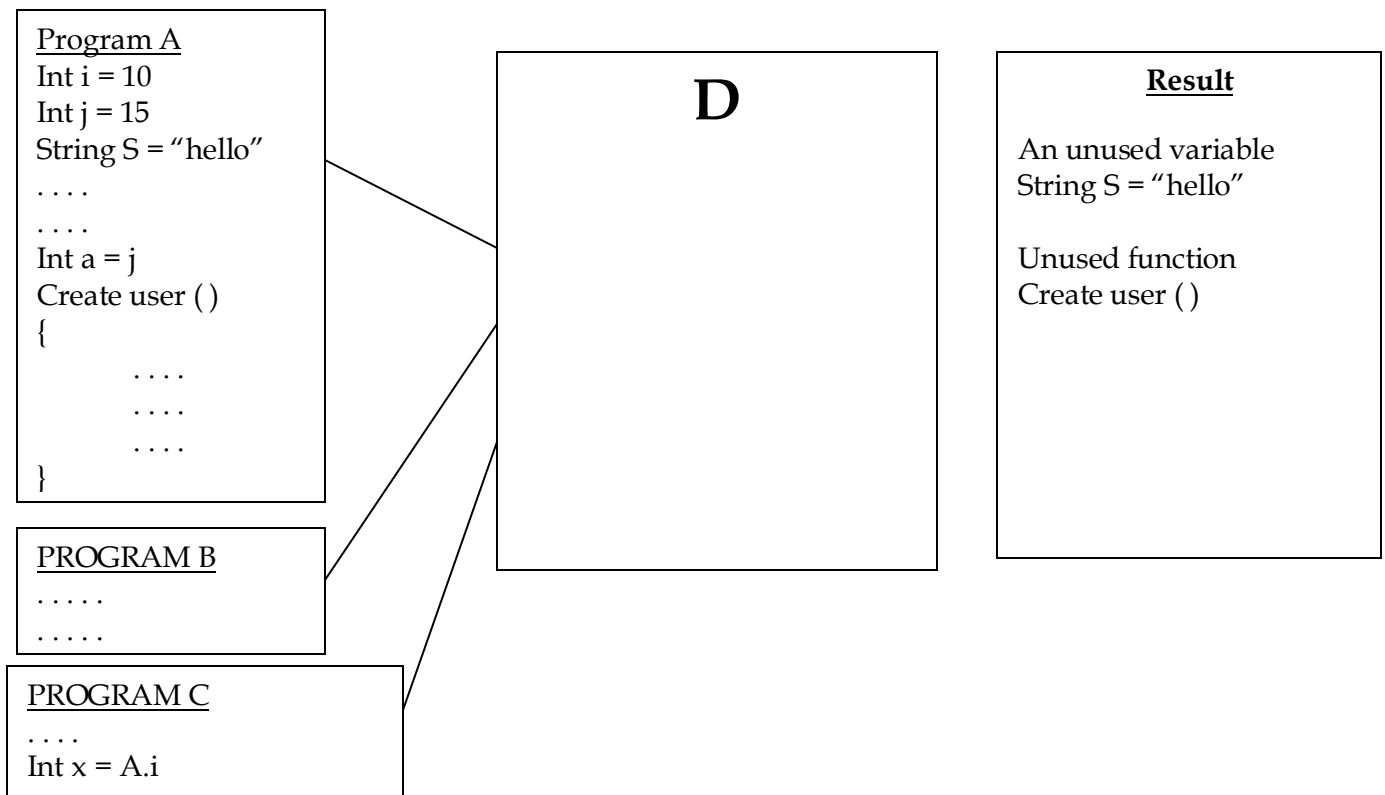 Program A
Int i = 10
Int j = 15
String S = “hello”
. . . .
. . . .
Int a = j
Create user ( )
{
. . . .
. . . .
. . . .
}
PROGRAM B
. . . . .
. . . . .
PROGRAM C
. . . .
Int x = A.i
D
Result
An unused variable
String S = “hello”
Unused function
Create user ( )